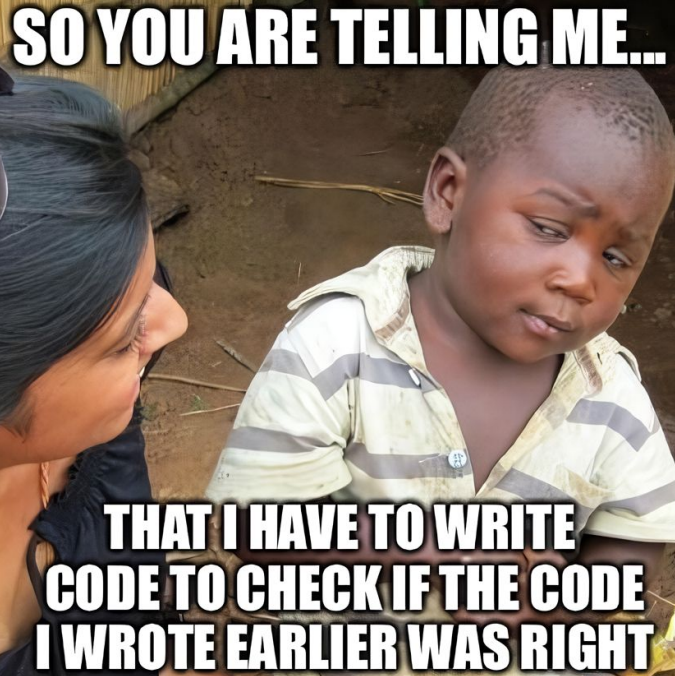 SO YOU ARE TELLING ME...
THAT I HAVE TO WRITE
CODE TO CHECK IF THE CODE
I WROTE EARLIER WAS RIGHT